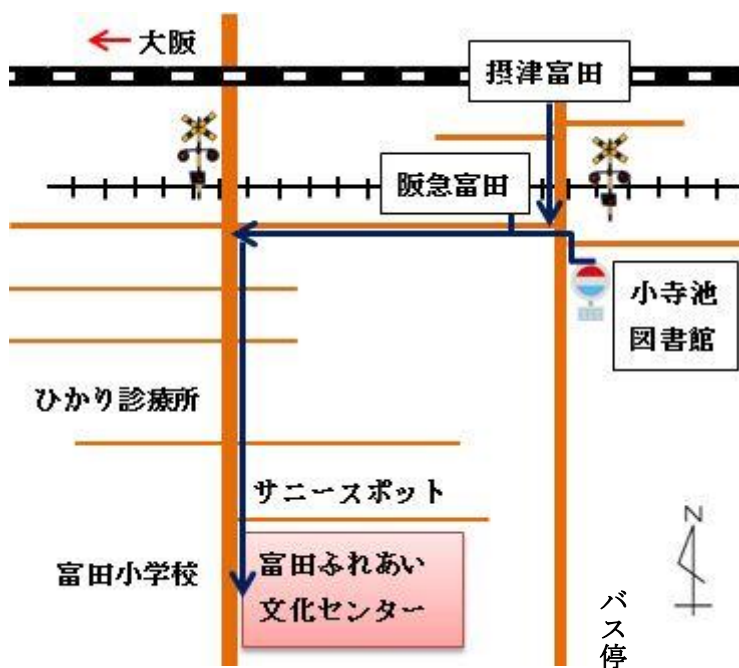 大阪
摂津富田
阪急富田
小寺池
図書館
ひかり診療所
サニースポット
富田小学校
富田ふれあい
文化センター
N
バス停